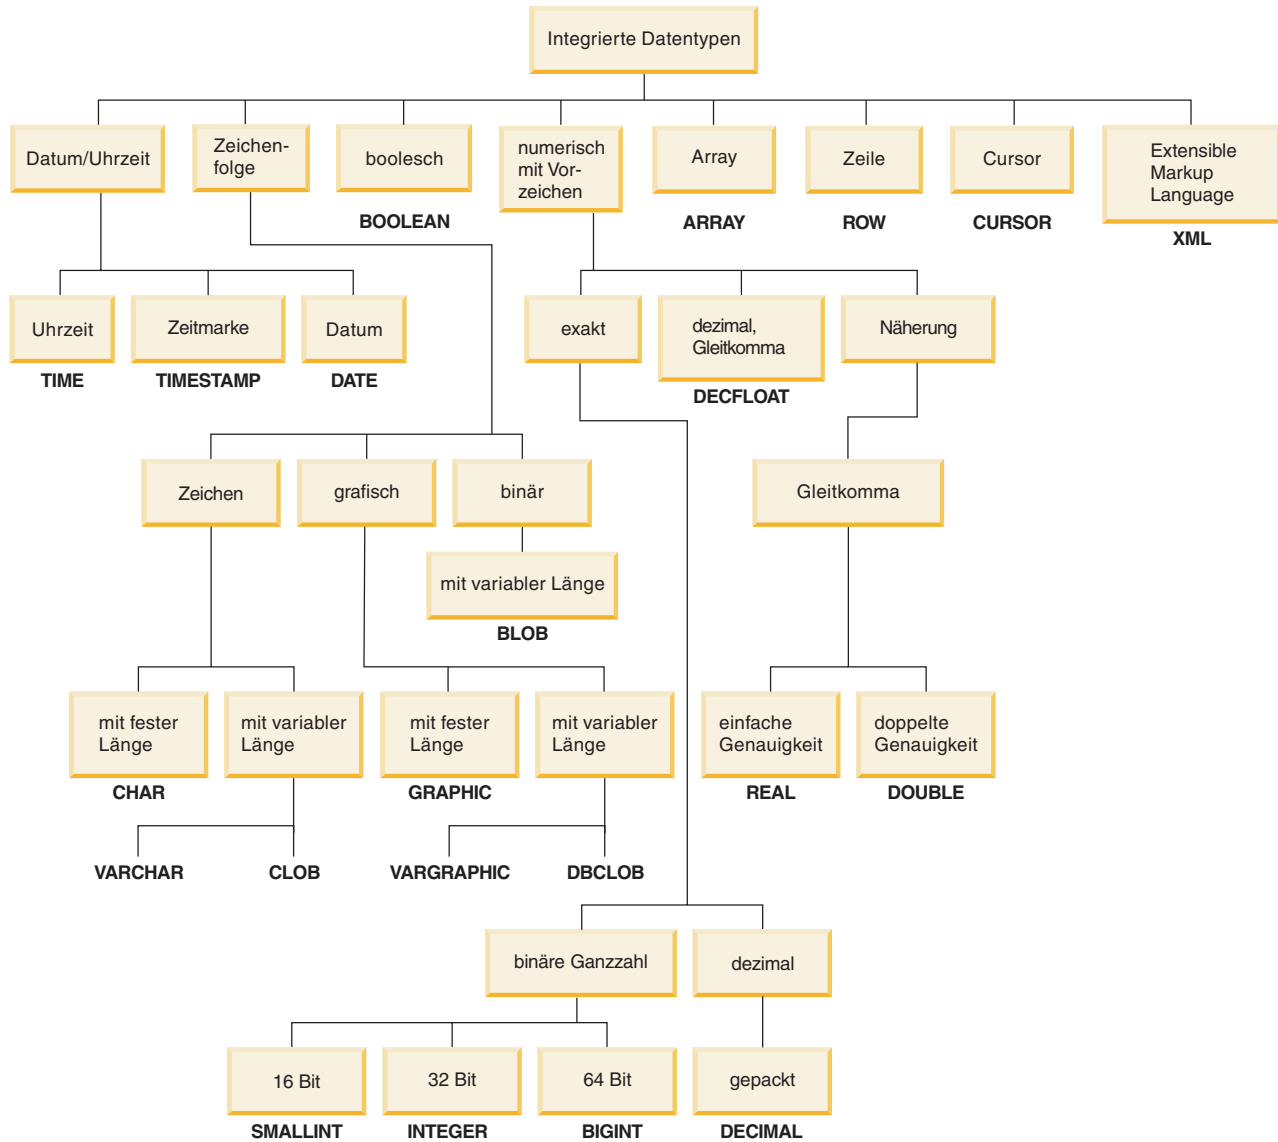 Integrierte Datentypen
Datum/Uhrzeit
Zeichen-
folge
boolesch
numerisch
mit Vor-
zeichen
Array
Zeile
Cursor
Extensible
Markup
Language
BOOLEAN
ARRAY
ROW
CURSOR
XML
Uhrzeit
Zeitmarke
Datum
exakt
dezimal,
Gleitkomma
Näherung
TIME
TIMESTAMP
DATE
DECFLOAT
Zeichen
grafisch
binär
Gleitkomma
mit variabler Länge
BLOB
mit fester
Länge
mit variabler
Länge
mit fester
Länge
mit variabler
Länge
einfache
Genauigkeit
doppelte
Genauigkeit
CHAR
GRAPHIC
REAL
DOUBLE
VARCHAR
CLOB
VARGRAPHIC
DBCLOB
binäre Ganzzahl
dezimal
16 Bit
32 Bit
64 Bit
gepackt
SMALLINT
INTEGER
BIGINT
DECIMAL